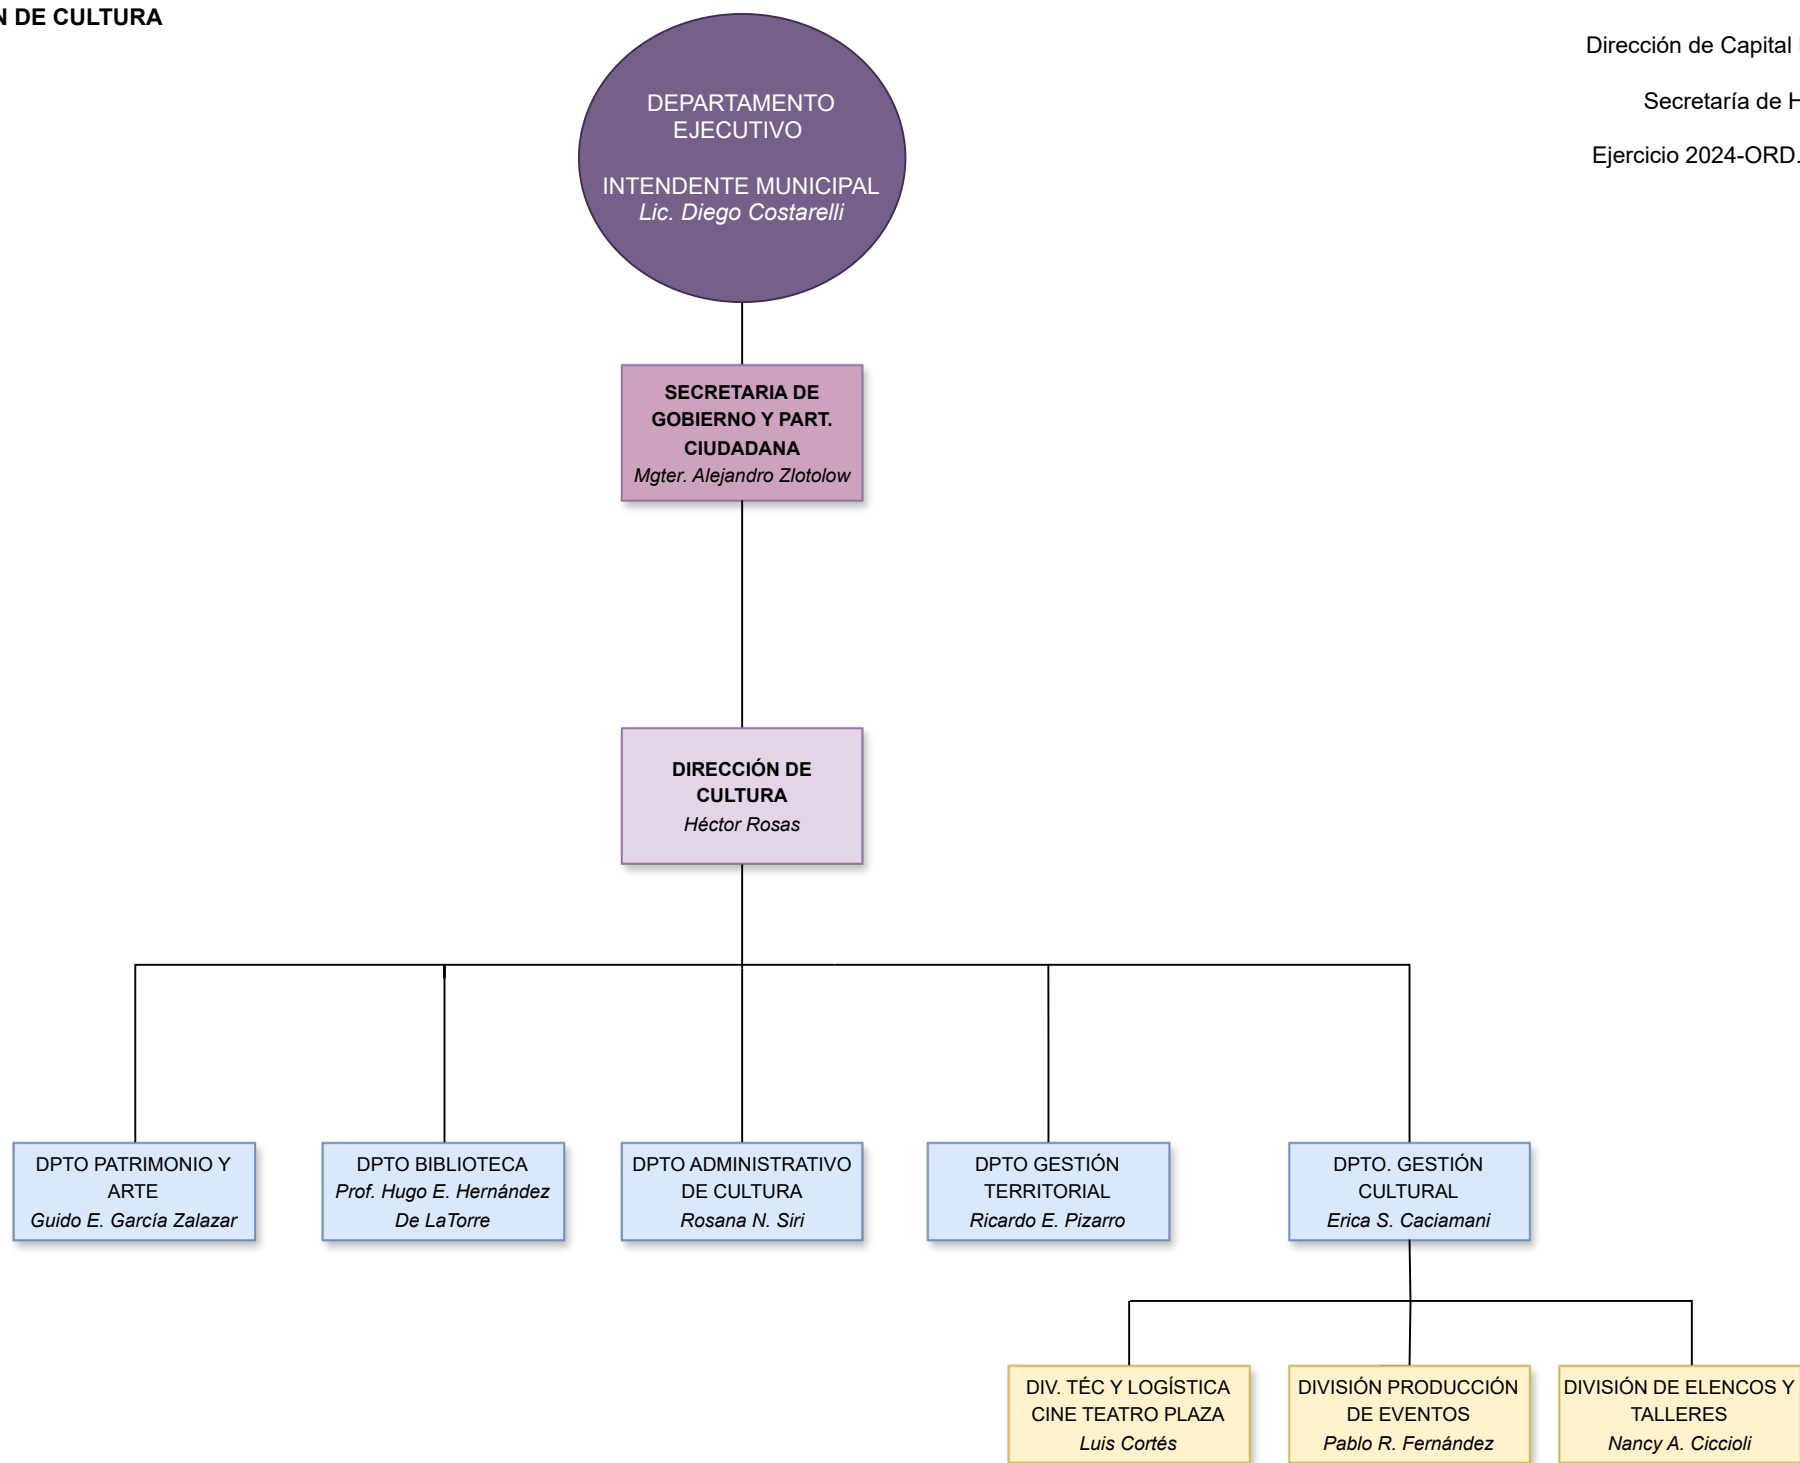 N DE CULTURA
Dirección de Capital
Secretaría de H
Ejercicio 2024-ORD.
DEPARTAMENTO
EJECUTIVO
INTENDENTE MUNICIPAL
Lic. Diego Costarelli
SECRETARIA DE
GOBIERNO Y PART.
CIUDADANA
Mgter. Alejandro Zlotolow
DIRECCIÓN DE
CULTURA
Héctor Rosas
DPTO PATRIMONIO Y
ARTE
Guido E. García Zalazar
DPTO BIBLIOTECA
Prof. Hugo E. Hernández
De LaTorre
DPTO ADMINISTRATIVO
DE CULTURA
Rosana N. Siri
DPTO GESTIÓN
TERRITORIAL
Ricardo E. Pizarro
DPTO. GESTIÓN
CULTURAL
Erica S. Caciamani
DIV. TÉC Y LOGÍSTICA
CINE TEATRO PLAZA
Luis Cortés
DIVISIÓN PRODUCCIÓN
DE EVENTOS
Pablo R. Fernández
DIVISIÓN DE ELENCOS Y
TALLERES
Nancy A. Ciccioli